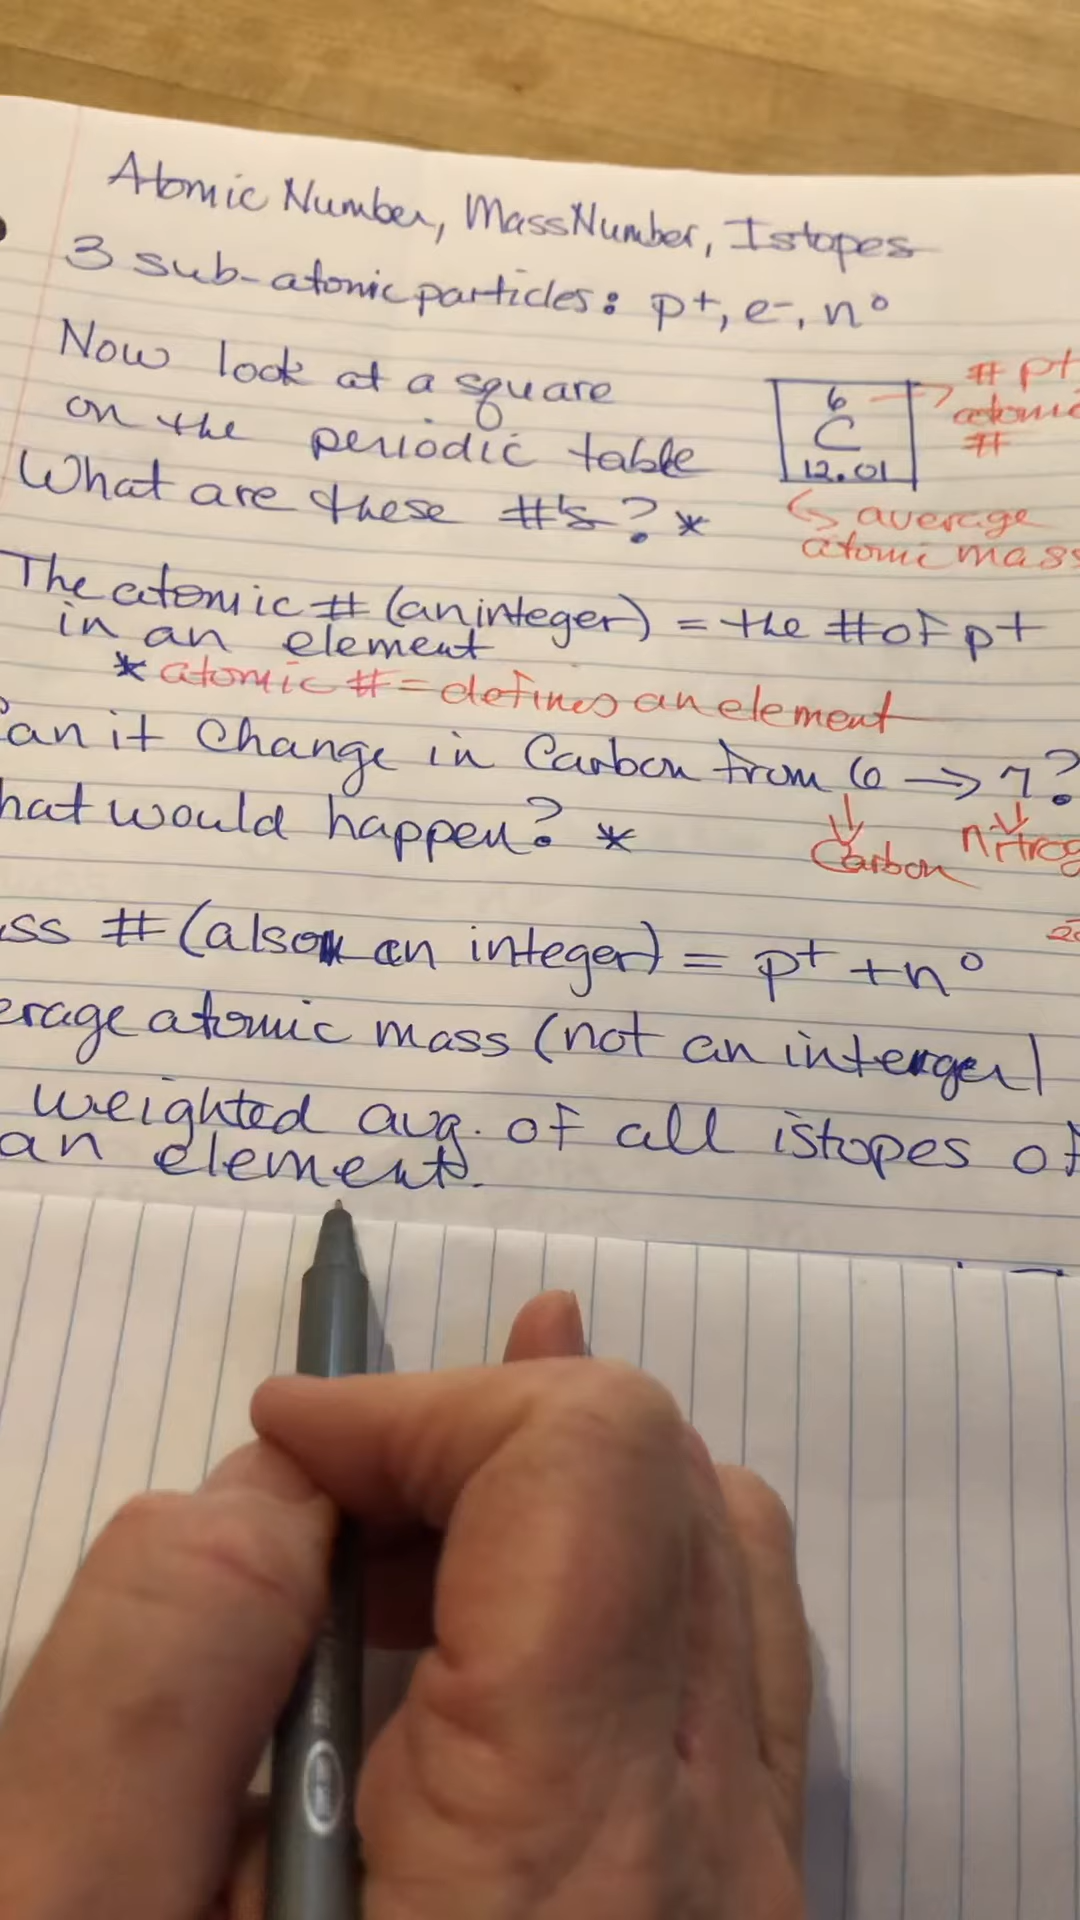 Atomic Number, Mass Number, Istopes
3 sub-atomic particles: p+, e-, n°
Now look at a square
on the periodic table
What are these #'s? *
6
C
12.01
# p+
atomic
#
average
atomic mass
The atomic # (an integer) = the # of p+
in an element
* atomic # = defines an element
an it change in Carbon from 6 → 7?
hat would happen? *
Carbon
nitrog
ss # (also an integer) = p+ + n°
erage atomic mass (not an interger)
weighted avg. of all istopes of
an element.